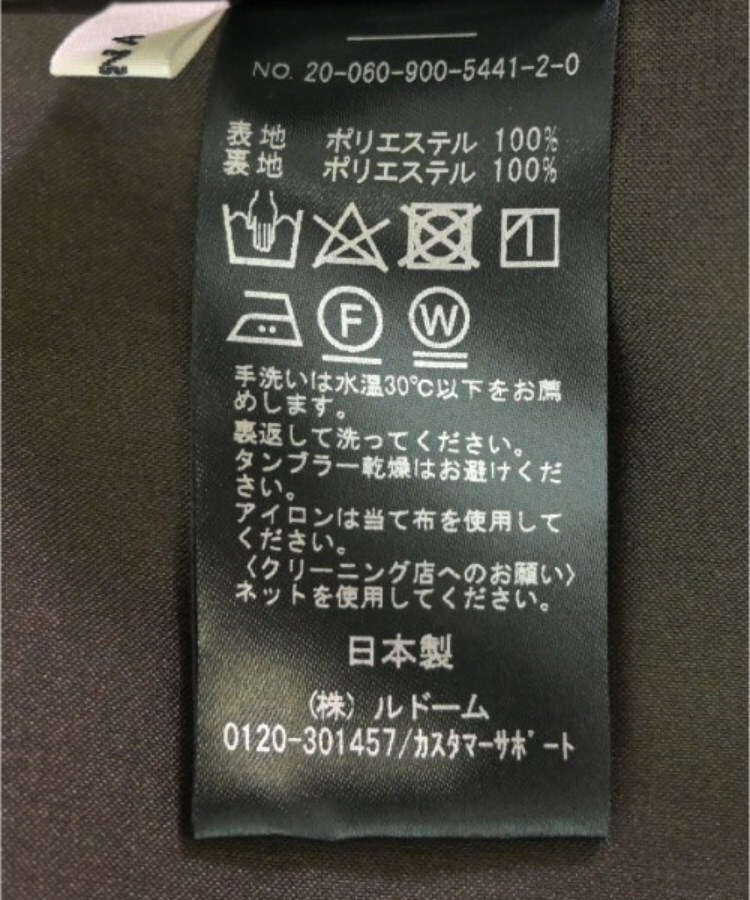 NO. 20-060-900-5441-2-0
表地 ポリエステル 100%
裏地 ポリエステル 100%
F W
手洗いは水温30℃以下をお薦
めします。
裏返して洗ってください。
タンブラー乾燥はお避けくだ
さい。
アイロンは当て布を使用して
ください。
〈クリーニング店へのお願い〉
ネットを使用してください。
日本製
(株) ルドーム
0120-301457/ｶｽﾀﾏｰｻﾎﾟｰﾄ